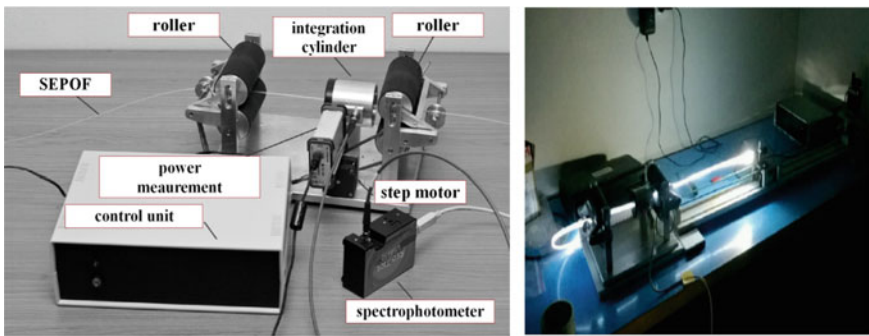 roller
integration
cylinder
roller
SEPOF
power
meaurement
control unit
step motor
spectrophotometer